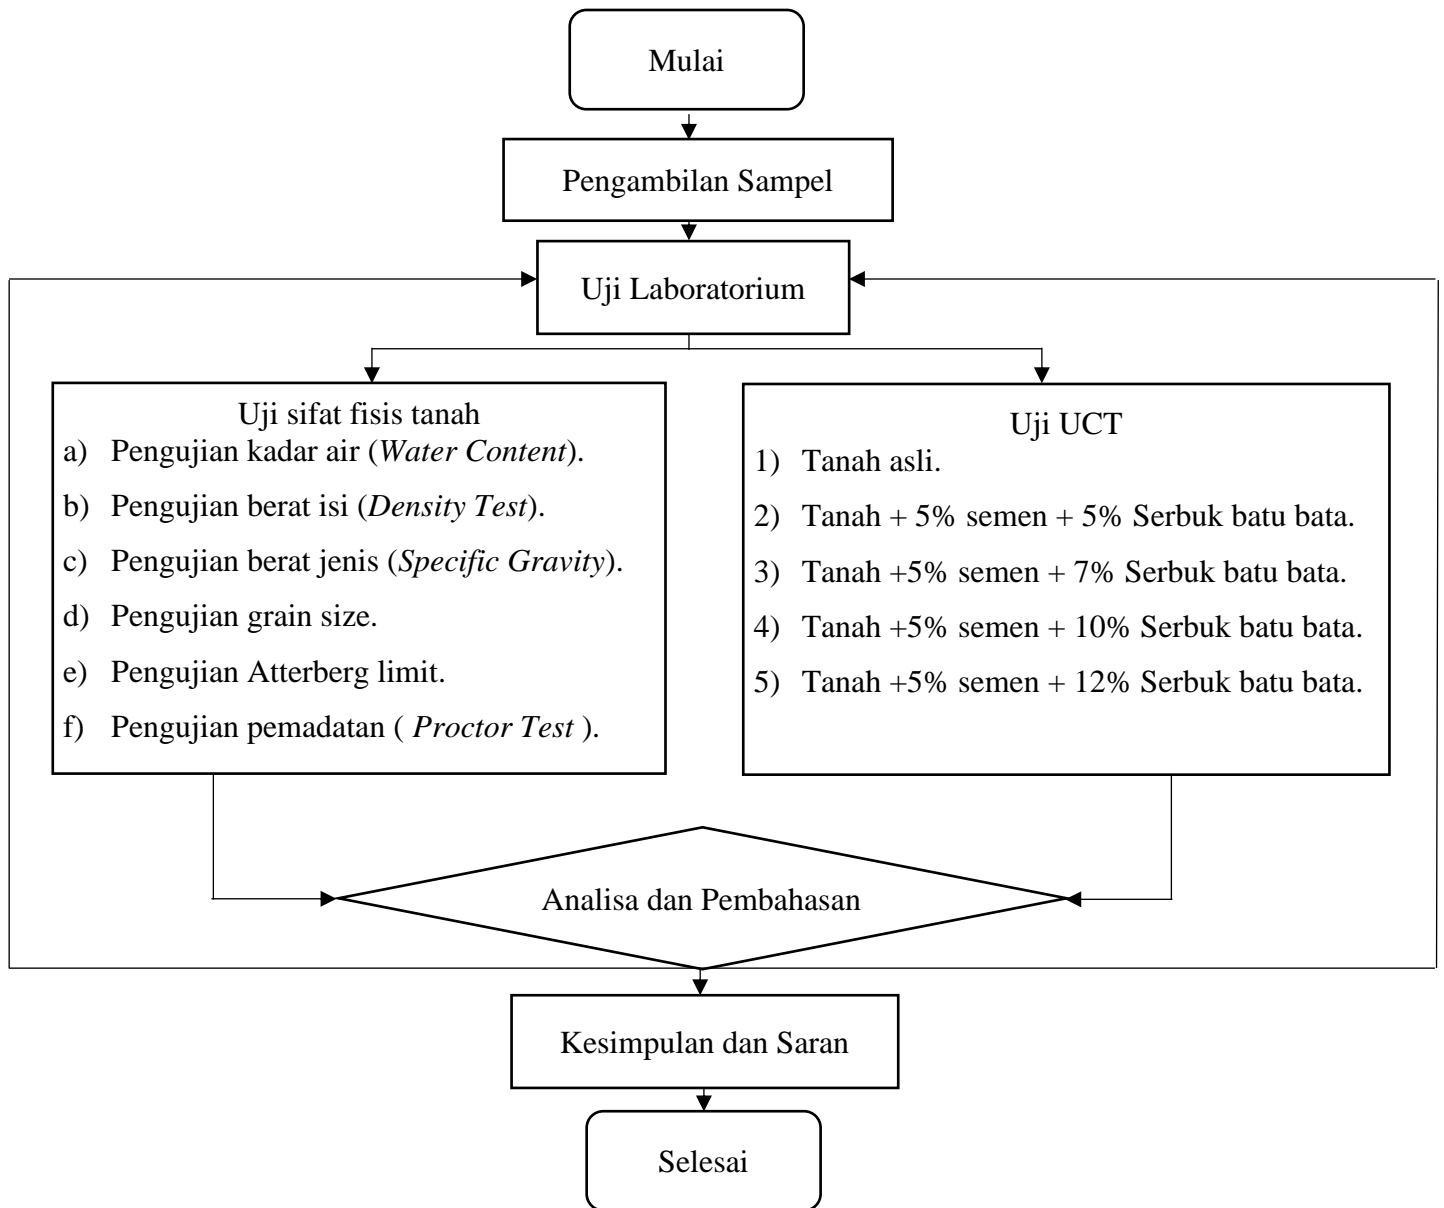 Mulai
Pengambilan Sampel
Uji Laboratorium
Uji sifat fisis tanah
a) Pengujian kadar air (Water Content).
b) Pengujian berat isi (Density Test).
c) Pengujian berat jenis (Specific Gravity).
d) Pengujian grain size.
e) Pengujian Atterberg limit.
f) Pengujian pemadatan ( Proctor Test ).
Uji UCT
1) Tanah asli.
2) Tanah + 5% semen + 5% Serbuk batu bata.
3) Tanah +5% semen + 7% Serbuk batu bata.
4) Tanah +5% semen + 10% Serbuk batu bata.
5) Tanah +5% semen + 12% Serbuk batu bata.
Analisa dan Pembahasan
Kesimpulan dan Saran
Selesai